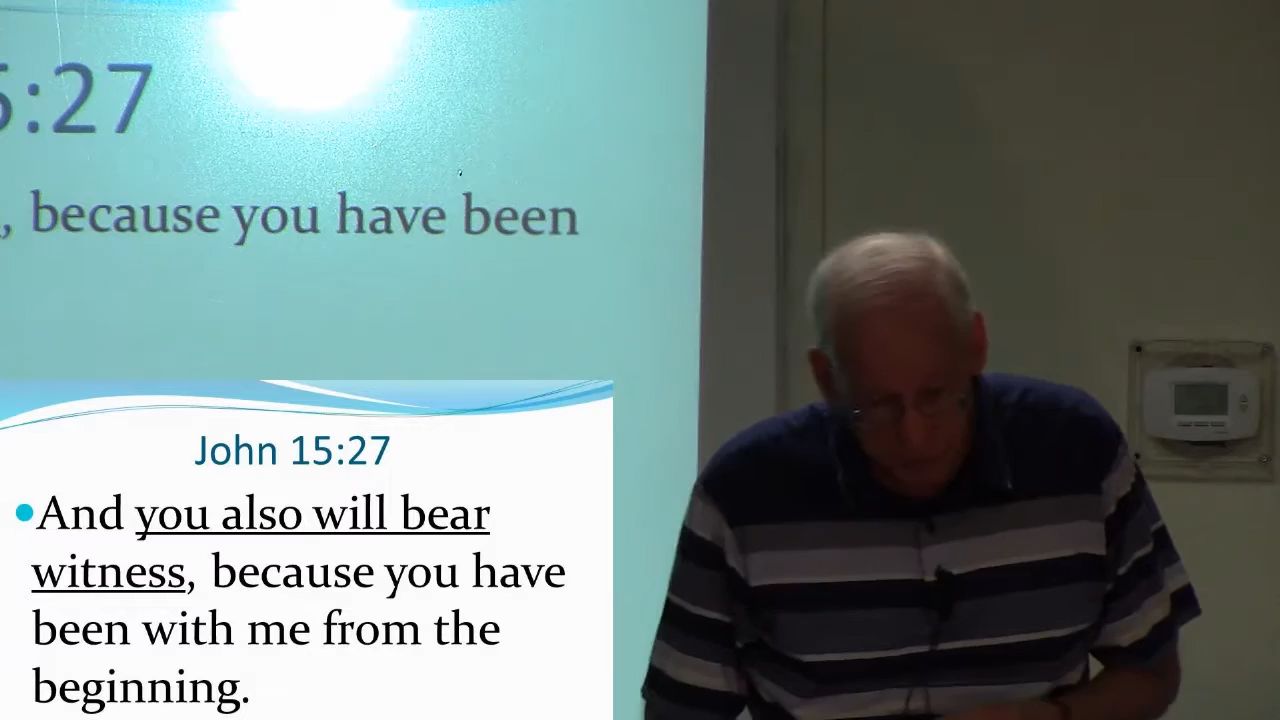 5:27
, because you have been
John 15:27
•And you also will bear
witness, because you have
been with me from the
beginning.